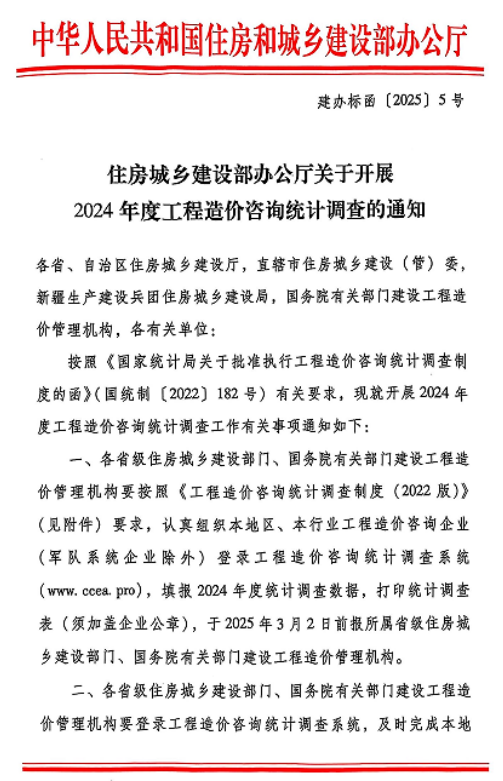 中华人民共和国住房和城乡建设部办公厅
建办标函〔2025〕5号
住房城乡建设部办公厅关于开展
2024年度工程造价咨询统计调查的通知
各省、自治区住房城乡建设厅，直辖市住房城乡建设（管）委，
新疆生产建设兵团住房城乡建设局，国务院有关部门建设工程造
价管理机构，各有关单位：
按照《国家统计局关于批准执行工程造价咨询统计调查制
度的函》（国统制〔2022〕182号）有关要求，现就开展2024年
度工程造价咨询统计调查工作有关事项通知如下：
一、各省级住房城乡建设部门、国务院有关部门建设工程造
价管理机构要按照《工程造价咨询统计调查制度（2022版）》
（见附件）要求，认真组织本地区、本行业工程造价咨询企业
（军队系统企业除外）登录工程造价咨询统计调查系统
（www.ccea.pro），填报2024年度统计调查数据，打印统计调查
表（须加盖企业公章），于2025年3月2日前报所属省级住房城
乡建设部门、国务院有关部门建设工程造价管理机构。
二、各省级住房城乡建设部门、国务院有关部门建设工程造
价管理机构要登录工程造价咨询统计调查系统，及时完成本地